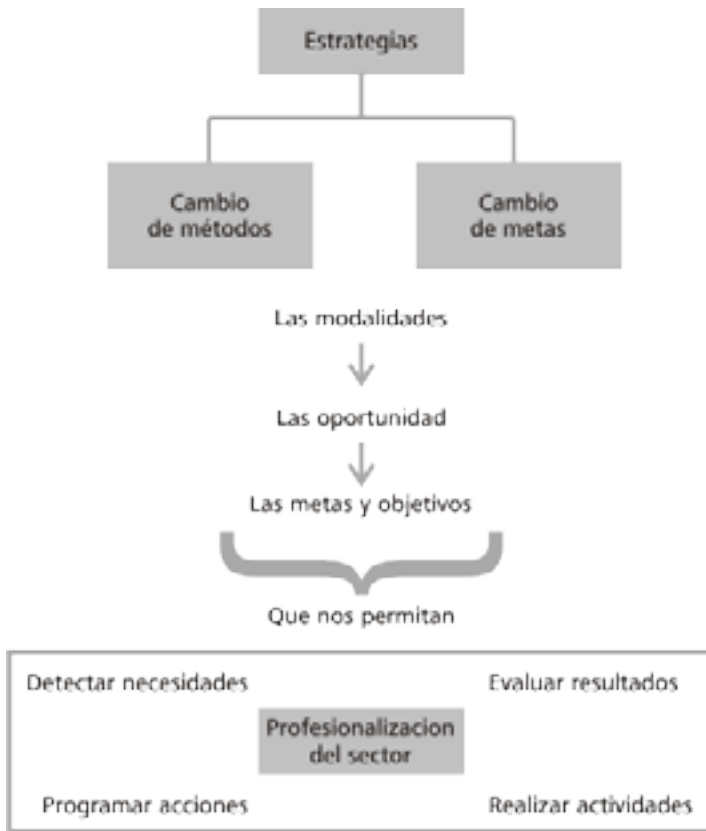 Estrategias
Cambio
de métodos
Cambio
de metas
Las modalidades
Las oportunidad
Las metas y objetivos
Que nos permitan
Detectar necesidades
Evaluar resultados
Profesionalizacion
del sector
Programar acciones
Realizar actividades